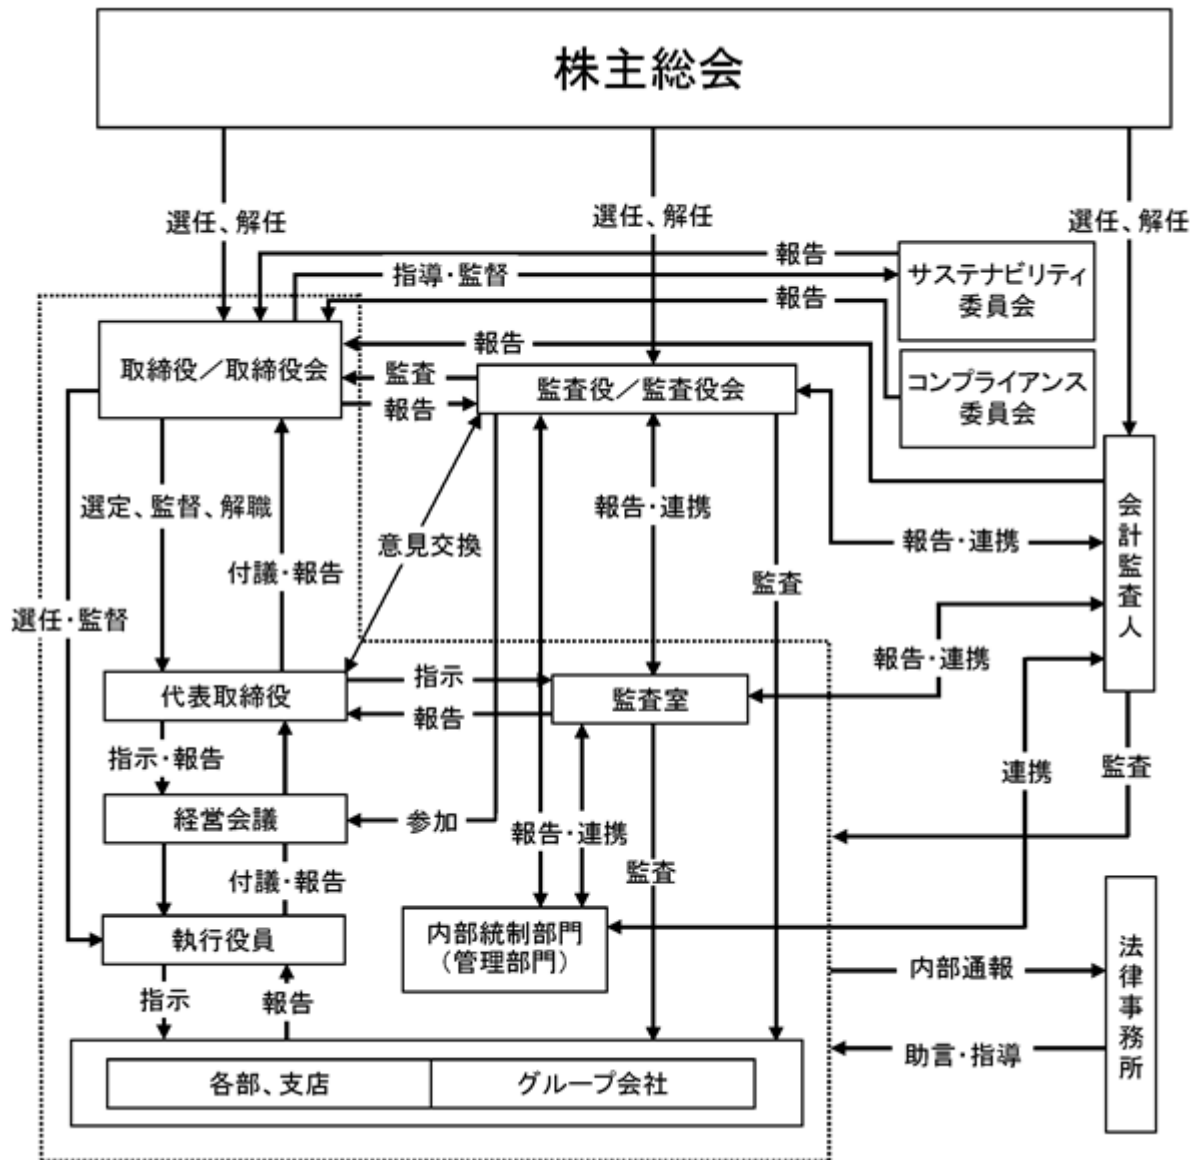 株主総会
選任、解任
選任、解任
選任、解任
報告
指導・監督
サステナビリティ
委員会
報告
報告
取締役／取締役会
監査
報告
監査役／監査役会
コンプライアンス
委員会
選定、監督、解職
報告・連携
意見交換
報告・連携
会計監査人
付議・報告
監査
選任・監督
報告・連携
代表取締役
指示
報告
監査室
指示・報告
連携
監査
経営会議
参加
報告・連携
付議・報告
監査
執行役員
内部統制部門
（管理部門）
内部通報
法律事務所
指示
報告
助言・指導
各部、支店
グループ会社